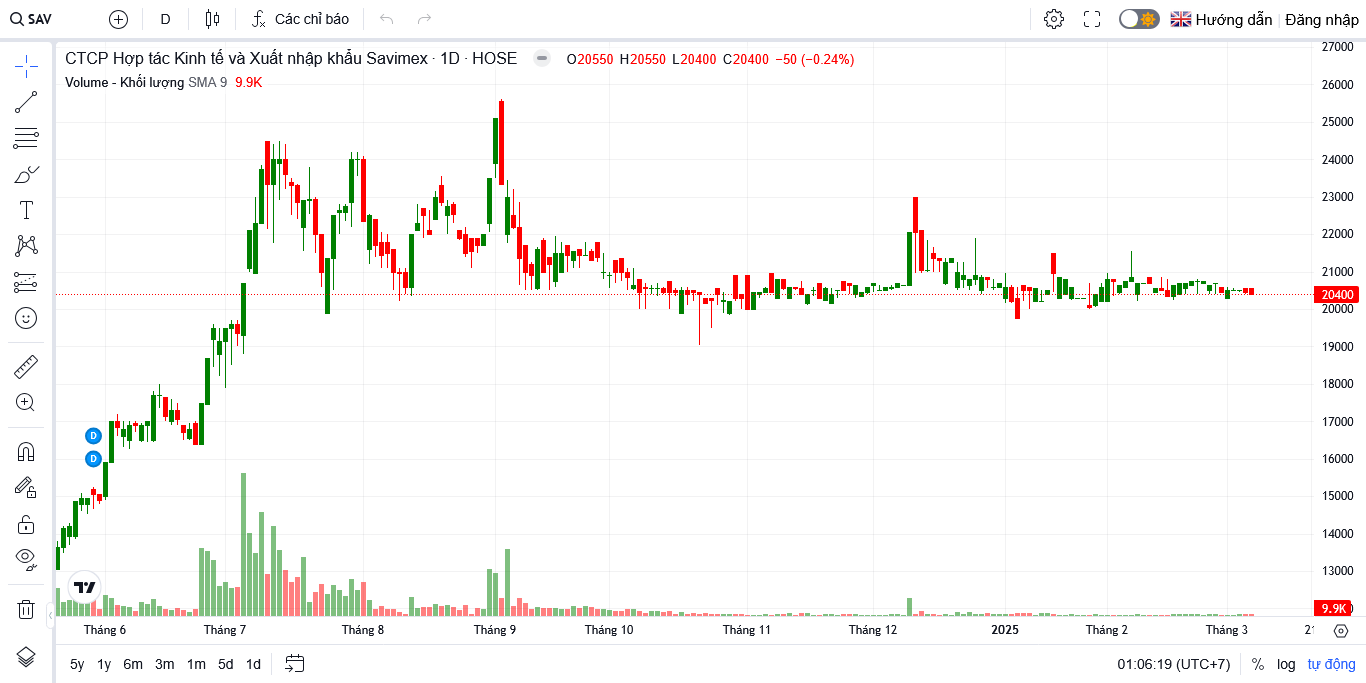 SAV D Các chỉ báo Hướng dẫn Đăng nhập
CTCP Hợp tác Kinh tế và Xuất nhập khẩu Savimex · 1D · HOSE O20550 H20550 L20400 C20400 −50 (−0.24%)
Volume - Khối lượng SMA 9 9.9K
27000
26000
25000
24000
23000
22000
21000
20400
20000
19000
18000
17000
16000
15000
14000
13000
9.9K
D
D
Tháng 6 Tháng 7 Tháng 8 Tháng 9 Tháng 10 Tháng 11 Tháng 12 2025 Tháng 2 Tháng 3
5y 1y 6m 3m 1m 5d 1d 01:06:19 (UTC+7) % log tự động